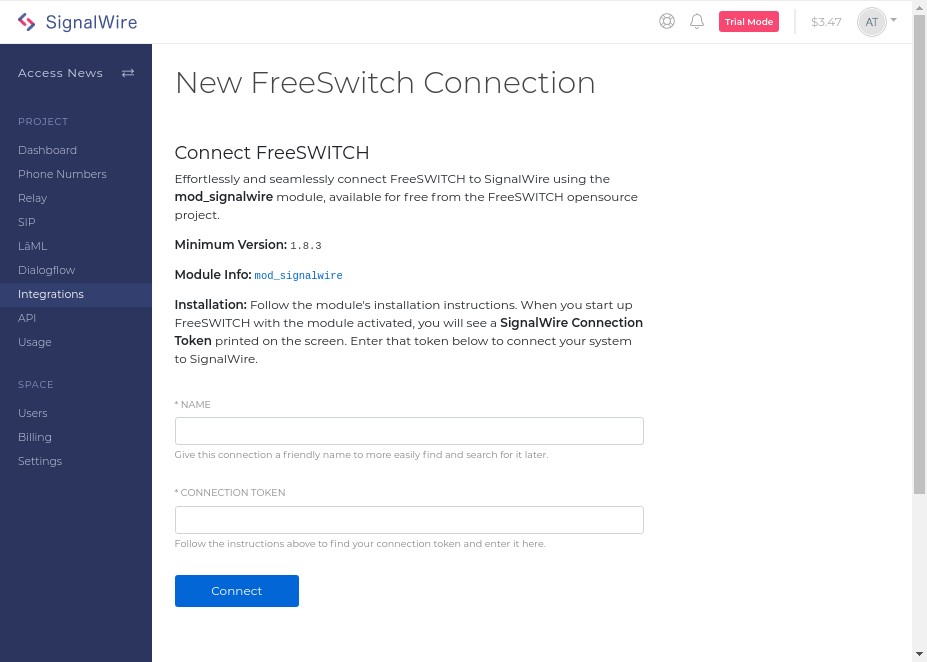 SignalWire
Trial Mode
$3.47
AT
Access News
PROJECT
Dashboard
Phone Numbers
Relay
SIP
LāML
Dialogflow
Integrations
API
Usage
SPACE
Users
Billing
Settings
New FreeSwitch Connection
Connect FreeSWITCH
Effortlessly and seamlessly connect FreeSWITCH to SignalWire using the
mod_signalwire module, available for free from the FreeSWITCH opensource
project.
Minimum Version: 1.8.3
Module Info: mod_signalwire
Installation: Follow the module's installation instructions. When you start up
FreeSWITCH with the module activated, you will see a SignalWire Connection
Token printed on the screen. Enter that token below to connect your system
to SignalWire.
* NAME
Give this connection a friendly name to more easily find and search for it later.
* CONNECTION TOKEN
Follow the instructions above to find your connection token and enter it here.
Connect